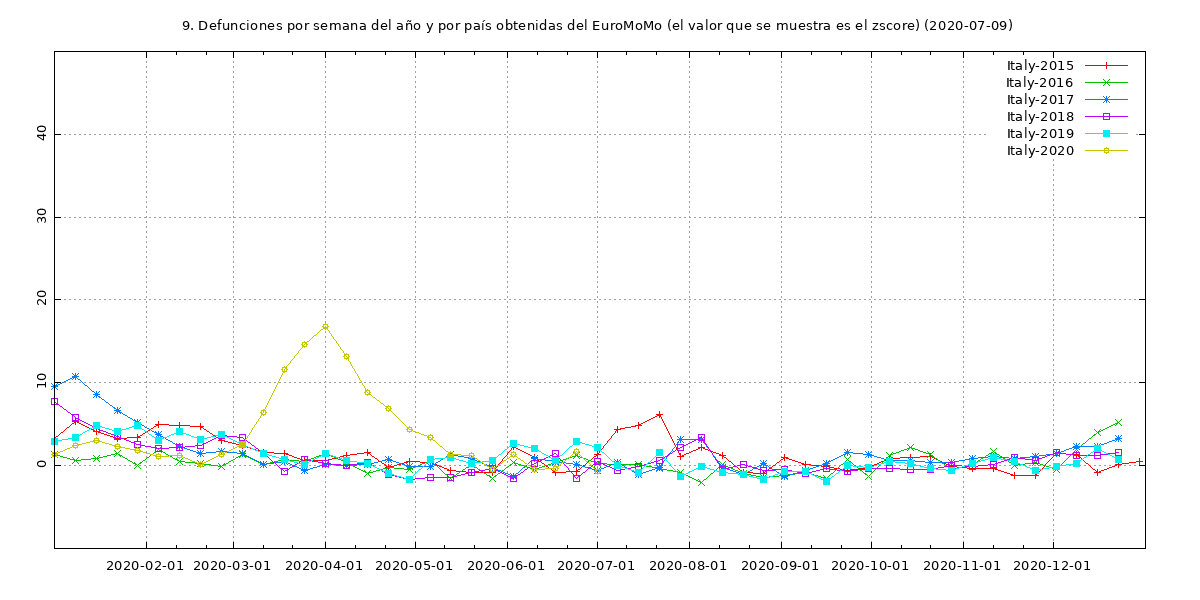 9. Defunciones por semana del año y por país obtenidas del EuroMoMo (el valor que se muestra es el zscore) (2020-07-09)
Italy-2015
Italy-2016
Italy-2017
Italy-2018
Italy-2019
Italy-2020
40
30
20
10
0
2020-02-01 2020-03-01 2020-04-01 2020-05-01 2020-06-01 2020-07-01 2020-08-01 2020-09-01 2020-10-01 2020-11-01 2020-12-01